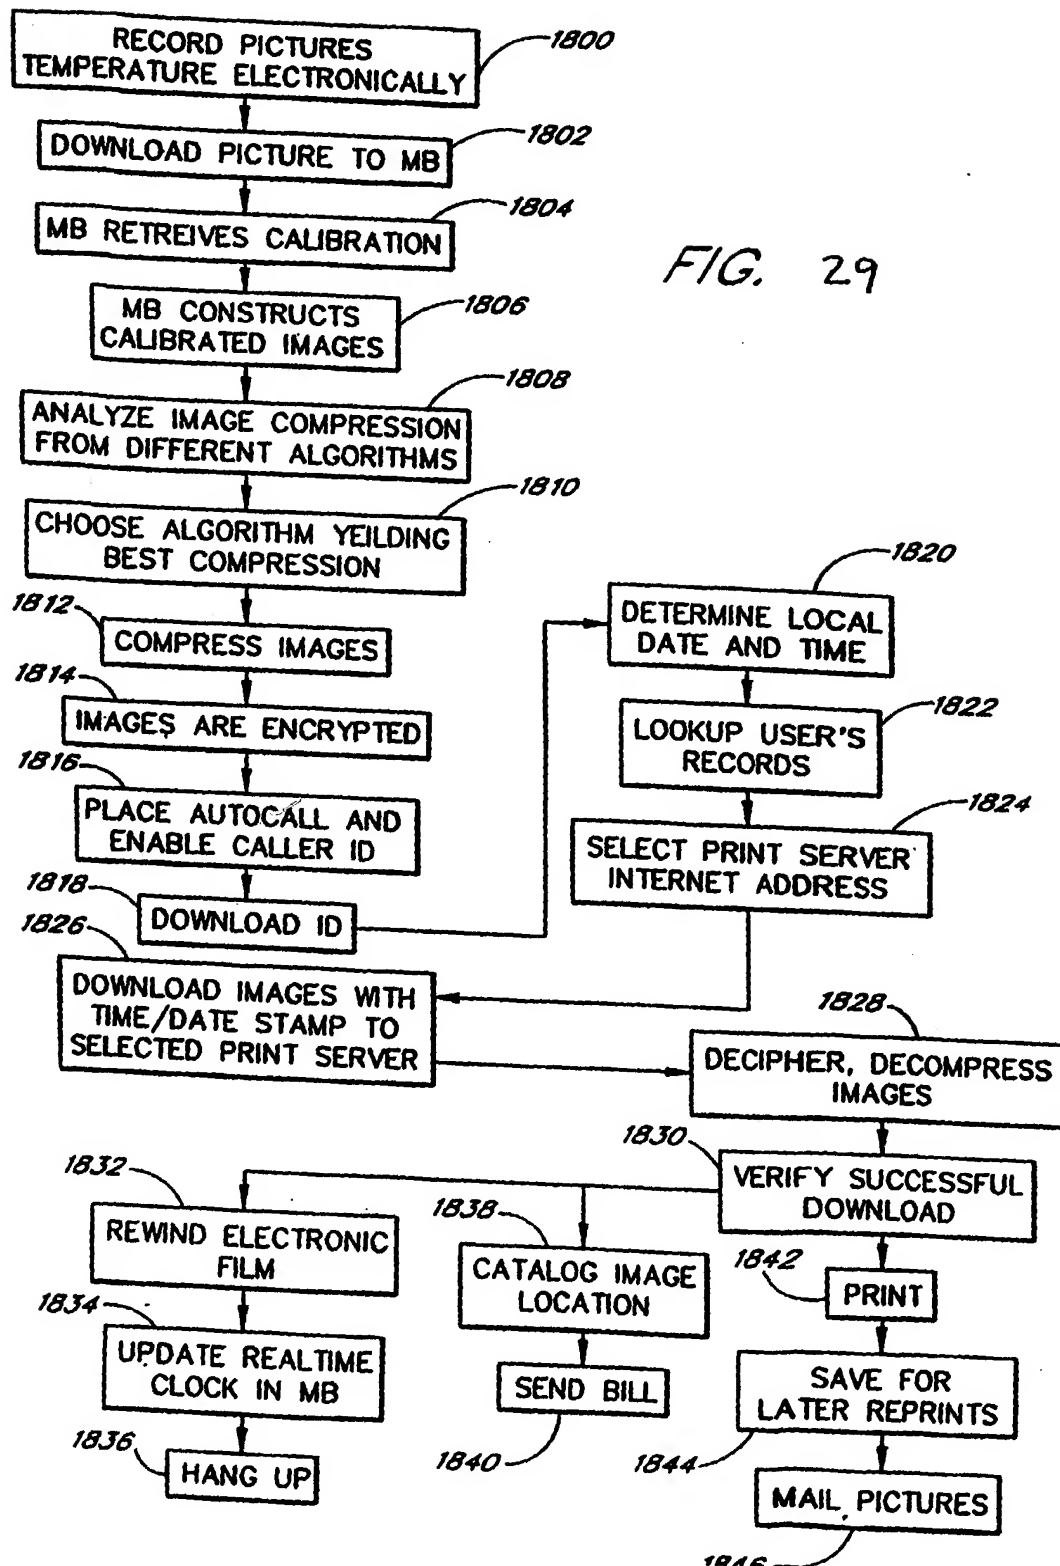 RECORD PICTURES
TEMPERATURE ELECTRONICALLY
1800
DOWNLOAD PICTURE TO MB
1802
MB RETREIVES CALIBRATION
1804
MB CONSTRUCTS
CALIBRATED IMAGES
1806
FIG. 29
ANALYZE IMAGE COMPRESSION
FROM DIFFERENT ALGORITHMS
1808
CHOOSE ALGORITHM YEILDING
BEST COMPRESSION
1810
1812
COMPRESS IMAGES
1814
IMAGES ARE ENCRYPTED
1816
PLACE AUTOCALL AND
ENABLE CALLER ID
1818
DOWNLOAD ID
1820
DETERMINE LOCAL
DATE AND TIME
1822
LOOKUP USER'S
RECORDS
1824
SELECT PRINT SERVER
INTERNET ADDRESS
1826
DOWNLOAD IMAGES WITH
TIME/DATE STAMP TO
SELECTED PRINT SERVER
1828
DECIPHER, DECOMPRESS
IMAGES
1830
VERIFY SUCCESSFUL
DOWNLOAD
1832
REWIND ELECTRONIC
FILM
1834
UPDATE REALTIME
CLOCK IN MB
1836
HANG UP
1838
CATALOG IMAGE
LOCATION
SEND BILL
1840
1842
PRINT
SAVE FOR
LATER REPRINTS
1844
MAIL PICTURES
1846